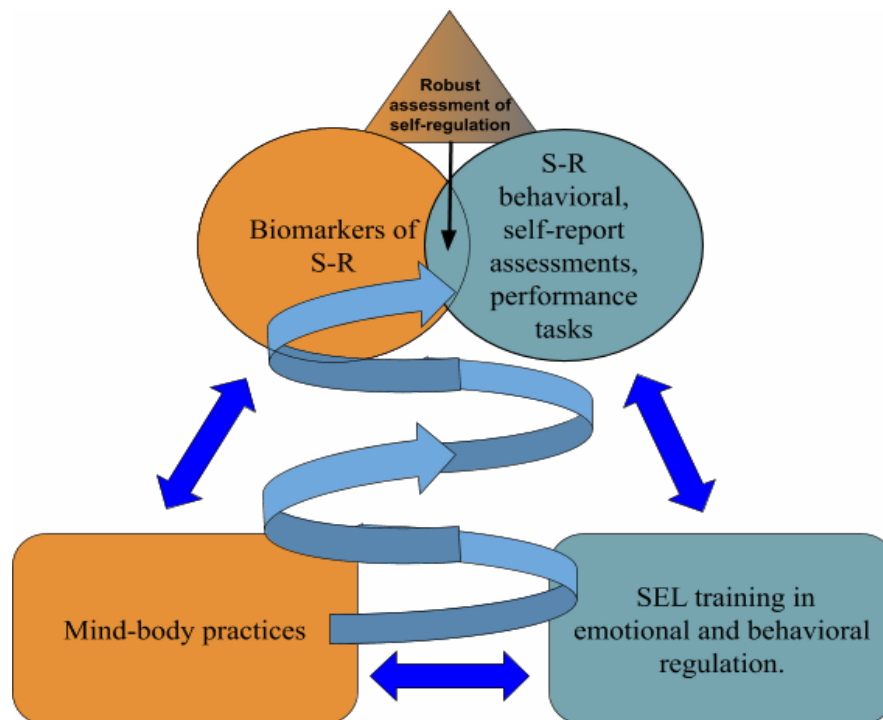 Robust
assessment of
self-regulation
Biomarkers of
S-R
S-R
behavioral,
self-report
assessments,
performance
tasks
Mind-body practices
SEL training in
emotional and behavioral
regulation.